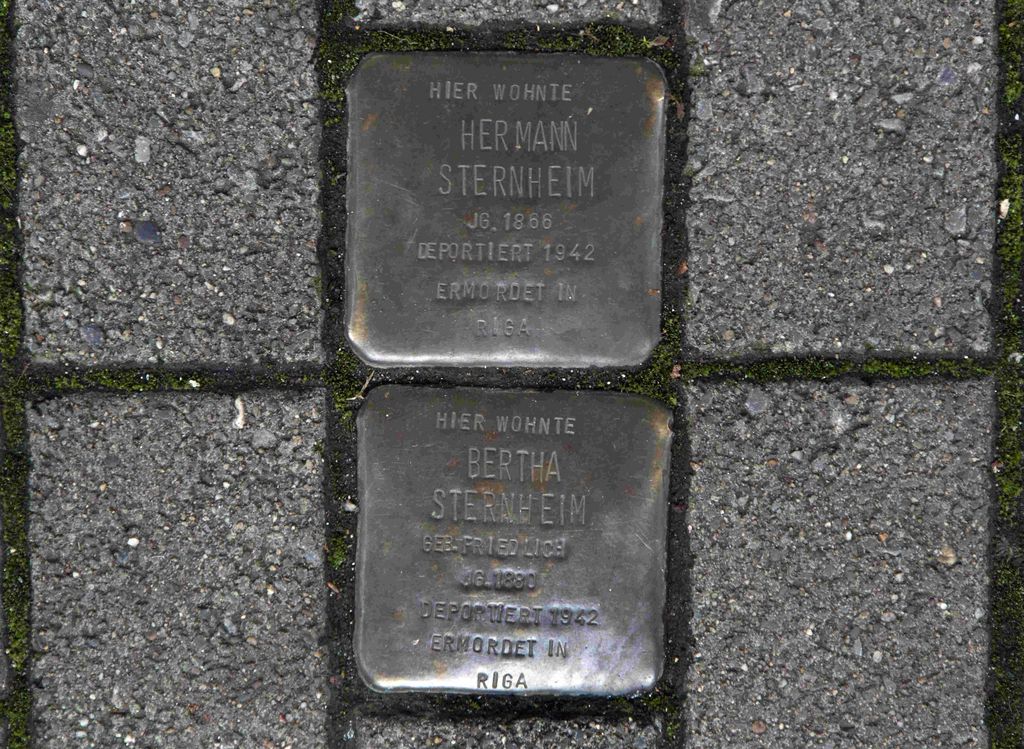 HIER WOHNTE
HERMANN
STERNHEIM
JG. 1866
DEPORTIERT 1942
ERMORDET IN
RIGA
HIER WOHNTE
BERTHA
STERNHEIM
GEB. FRIEDLICH
JG. 1880
DEPORTIERT 1942
ERMORDET IN
RIGA